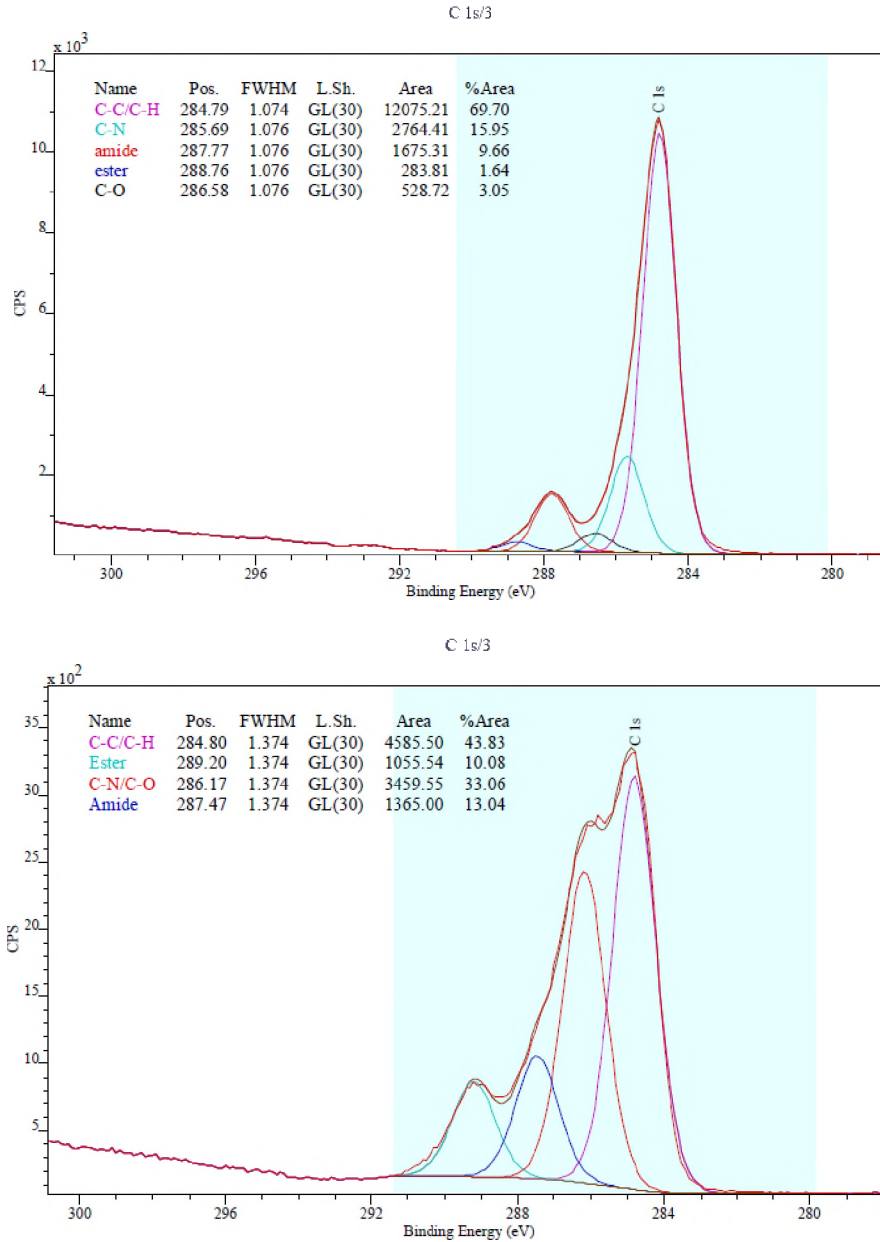 C 1s/3
x 10³
Name Pos. FWHM L.Sh. Area %Area
C-C/C-H 284.79 1.074 GL(30) 12075.21 69.70
C-N 285.69 1.076 GL(30) 2764.41 15.95
amide 287.77 1.076 GL(30) 1675.31 9.66
ester 288.76 1.076 GL(30) 283.81 1.64
C-O 286.58 1.076 GL(30) 528.72 3.05
C 1s
12
10
8
6
4
2
CPS
300 296 292 288 284 280
Binding Energy (eV)
C 1s/3
x 10²
Name Pos. FWHM L.Sh. Area %Area
C-C/C-H 284.80 1.374 GL(30) 4585.50 43.83
Ester 289.20 1.374 GL(30) 1055.54 10.08
C-N/C-O 286.17 1.374 GL(30) 3459.55 33.06
Amide 287.47 1.374 GL(30) 1365.00 13.04
C 1s
35
30
25
20
15
10
5
CPS
300 296 292 288 284 280
Binding Energy (eV)